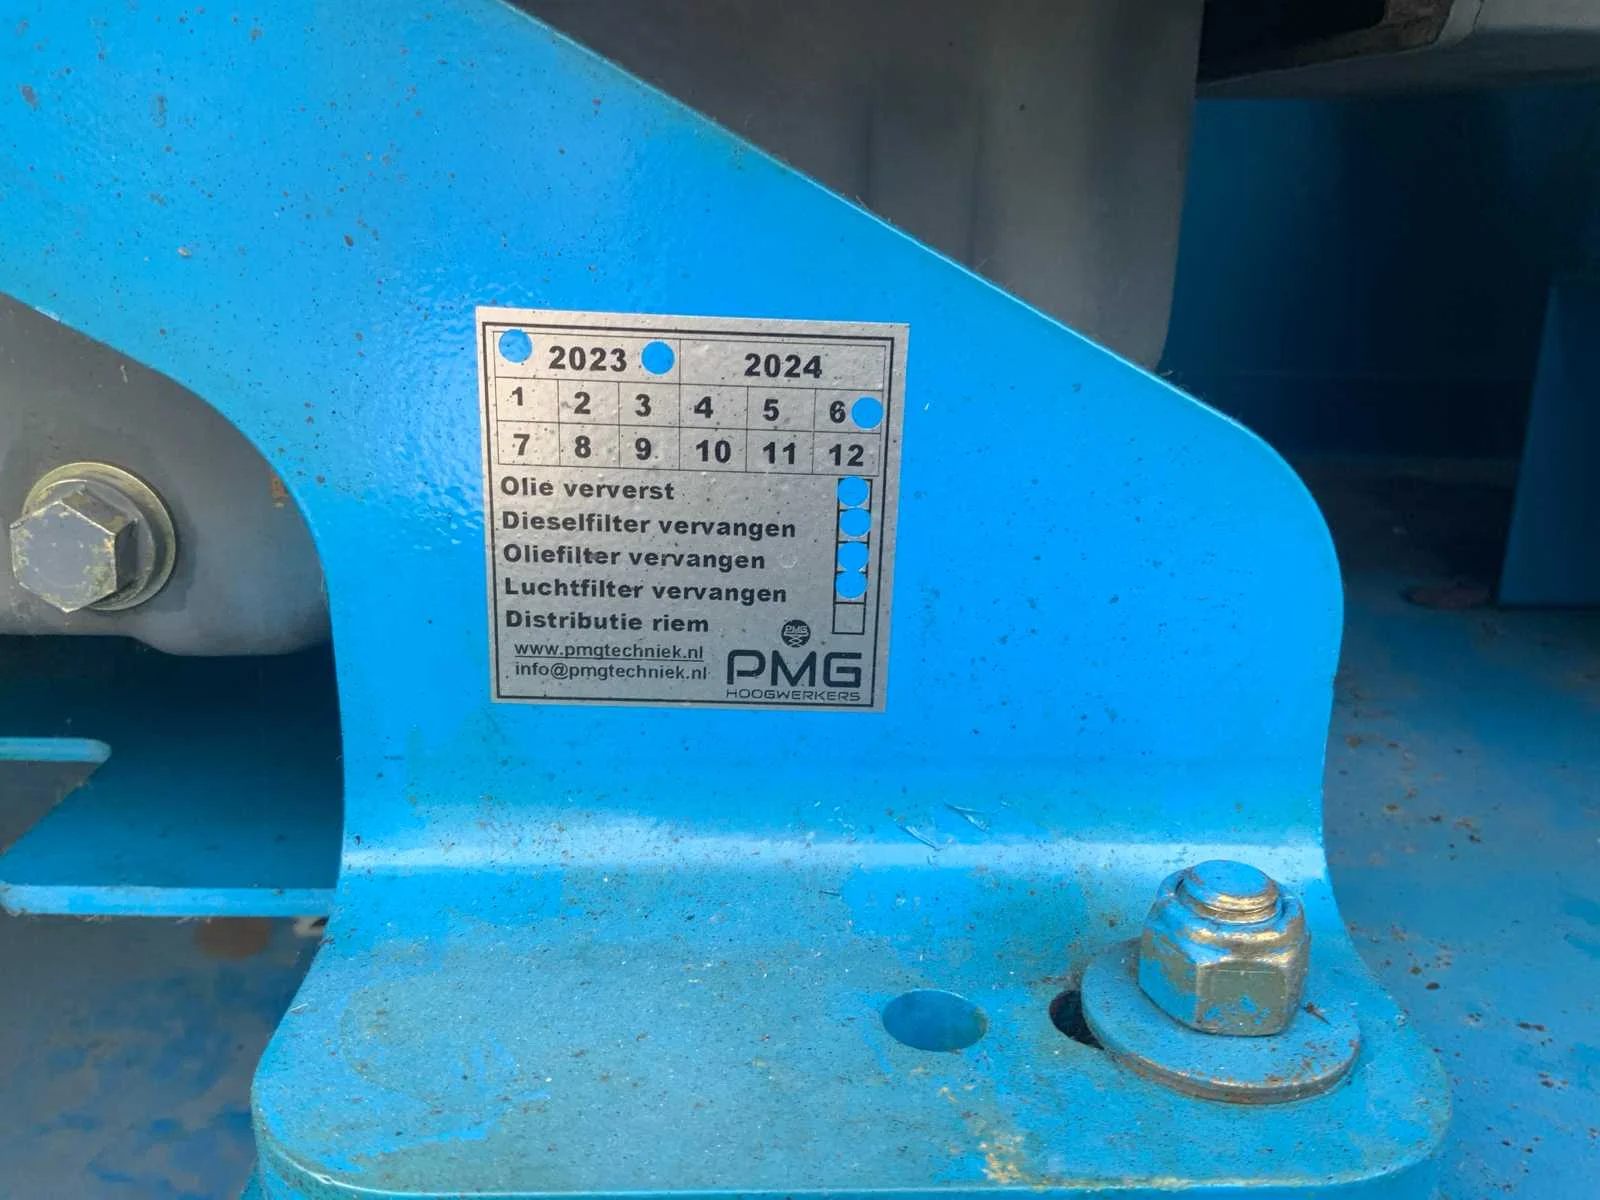 2023 2024
1 2 3 4 5 6
7 8 9 10 11 12
Olie ververst
Dieselfilter vervangen
Oliefilter vervangen
Luchtfilter vervangen
Distributie riem
PMG
www.pmgtechniek.nl
info@pmgtechniek.nl
PMG
HOOGWERKERS